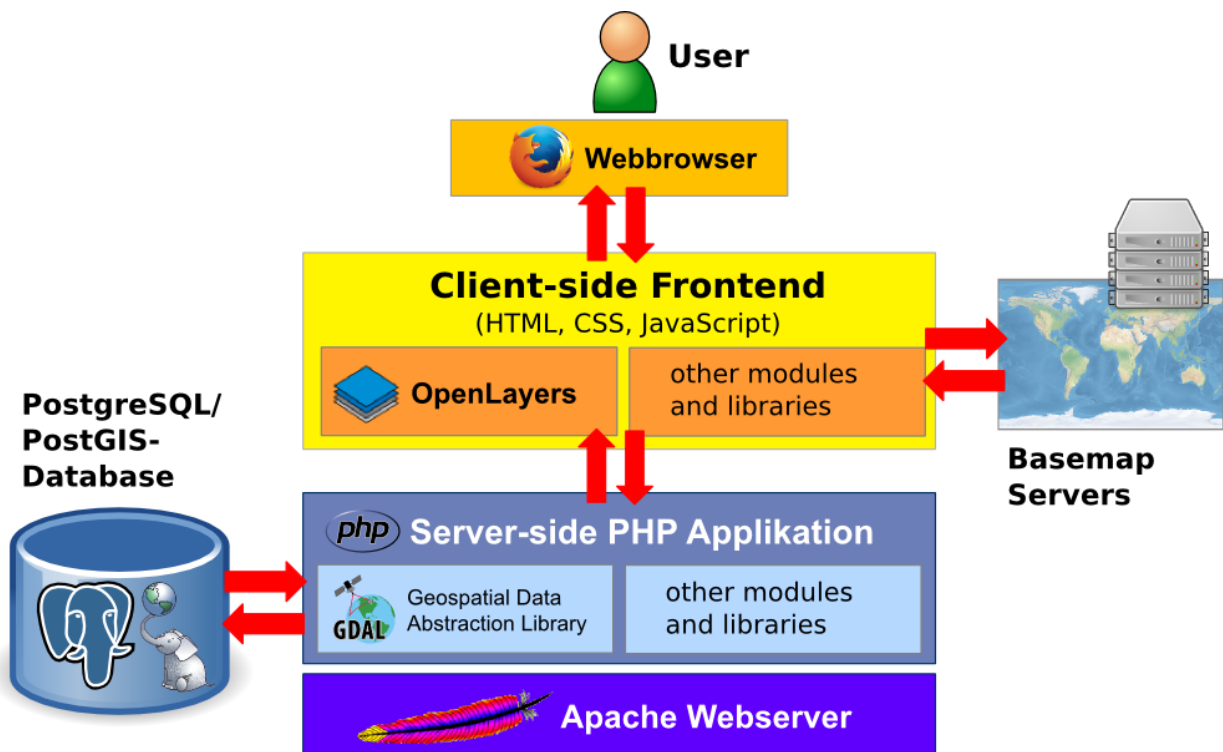 User
Webbrowser
Client-side Frontend
(HTML, CSS, JavaScript)
OpenLayers
other modules
and libraries
Basemap
Servers
PostgreSQL/
PostGIS-
Database
php
Server-side PHP Applikation
GDAL
Geospatial Data
Abstraction Library
other modules
and libraries
Apache Webserver